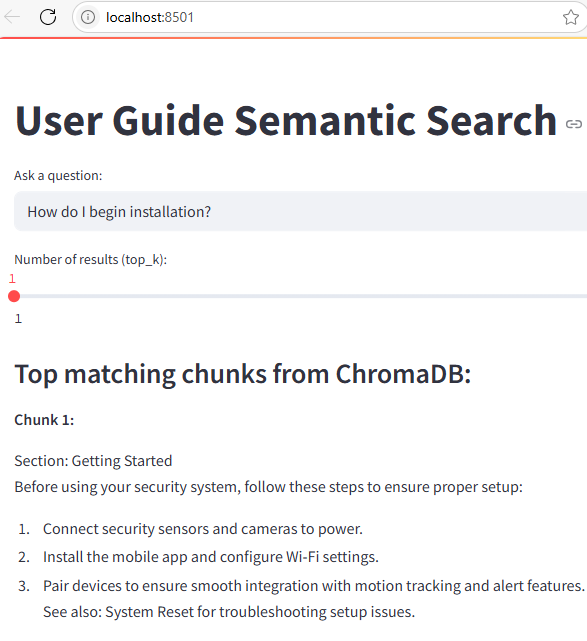 localhost:8501
User Guide Semantic Search
Ask a question:
How do I begin installation?
Number of results (top_k):
1
1
Top matching chunks from ChromaDB:
Chunk 1:
Section: Getting Started
Before using your security system, follow these steps to ensure proper setup:
1. Connect security sensors and cameras to power.
2. Install the mobile app and configure Wi-Fi settings.
3. Pair devices to ensure smooth integration with motion tracking and alert features.
See also: System Reset for troubleshooting setup issues.